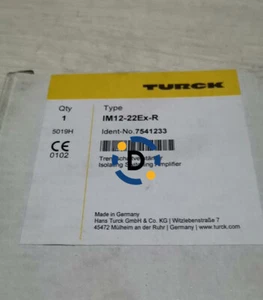 TURCK
Qty Type
1 IM12-22Ex-R
5019H Ident-No. 7541233
CE
0102
Isolating Amplifier
D
Made in Germany
Hans Turck GmbH & Co. KG | Witzlebenstraße 7
45472 Mülheim an der Ruhr | Germany | www.turck.com